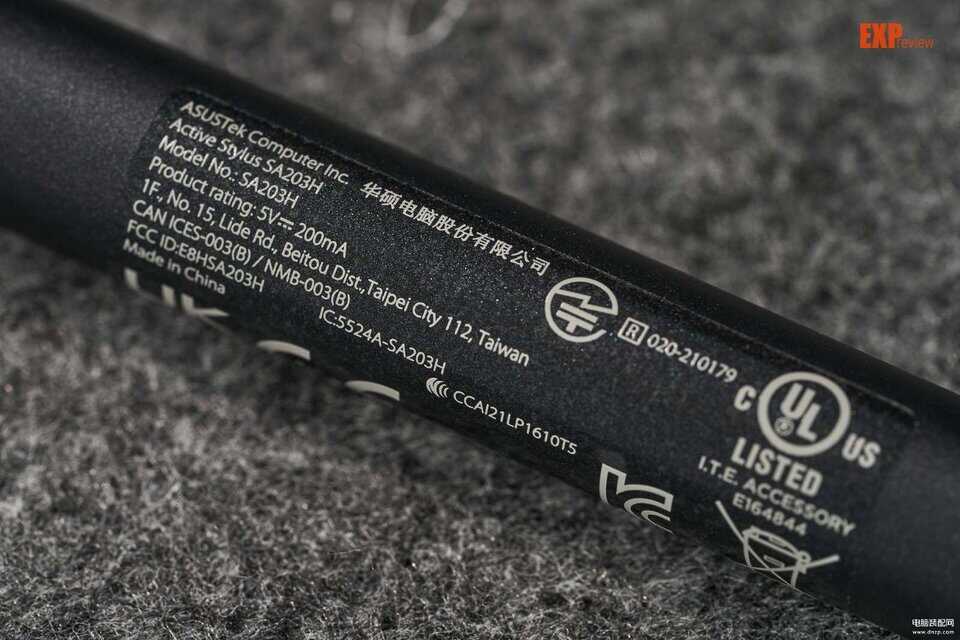 EXPreview
ASUSTek Computer Inc 华硕电脑股份有限公司
Active Stylus SA203H
Model No.: SA203H
Product rating: 5V⎓ 200mA
1F, No. 15, Lide Rd., Beitou Dist.,Taipei City 112, Taiwan
CAN ICES-003(B) / NMB-003(B)
FCC ID:E8HSA203H
IC:5524A-SA203H
Made in China
R 020-210179
CCAI21LP1610T5
C UL ® US
LISTED
I.T.E. ACCESSORY
E164844
电脑装配网
www.dnzp.com